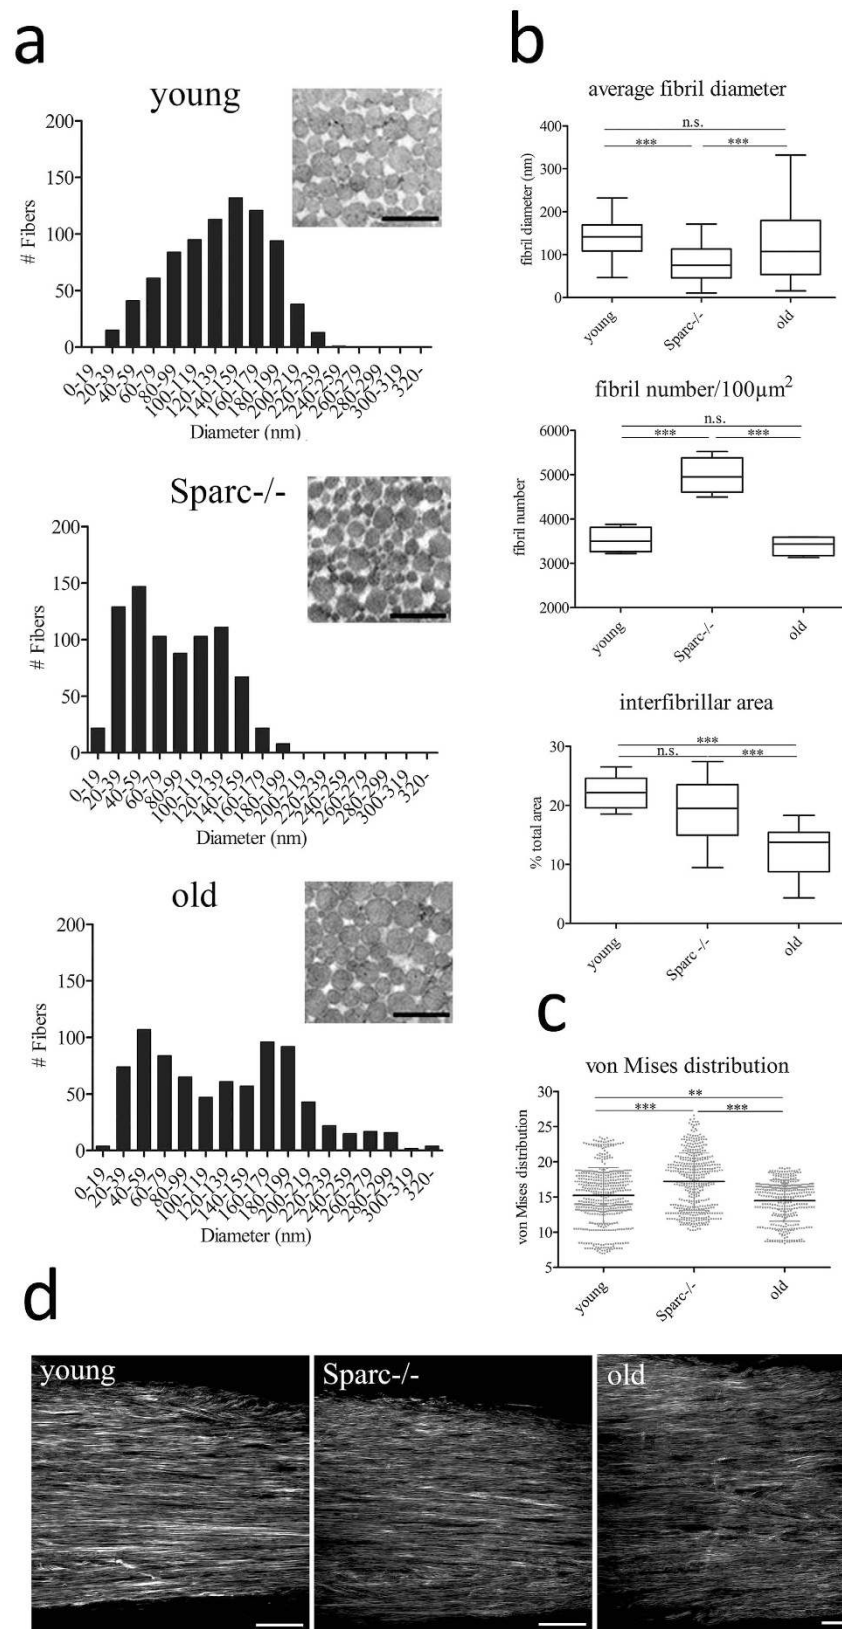 a
young
200
150
100
50
0
# Fibers
0-19
20-39
40-59
60-79
80-99
100-119
120-139
140-159
160-179
180-199
200-219
220-239
240-259
260-279
280-299
300-319
320-
Diameter (nm)
Sparc-/-
200
150
100
50
0
# Fibers
0-19
20-39
40-59
60-79
80-99
100-119
120-139
140-159
160-179
180-199
200-219
220-239
240-259
260-279
280-299
300-319
320-
Diameter (nm)
old
200
150
100
50
0
# Fibers
0-19
20-39
40-59
60-79
80-99
100-119
120-139
140-159
160-179
180-199
200-219
220-239
240-259
260-279
280-299
300-319
320-
Diameter (nm)
b
average fibril diameter
n.s.
*** ***
400
300
200
100
0
fibril diameter (nm)
young
Sparc-/-
old
fibril number/100µm²
n.s.
*** ***
6000
5000
4000
3000
2000
fibril number
young
Sparc-/-
old
interfibrillar area
***
n.s. ***
30
20
10
0
% total area
young
Sparc-/-
old
c
von Mises distribution
**
*** ***
30
25
20
15
10
5
von Mises distribution
young
Sparc-/-
old
d
young
Sparc-/-
old